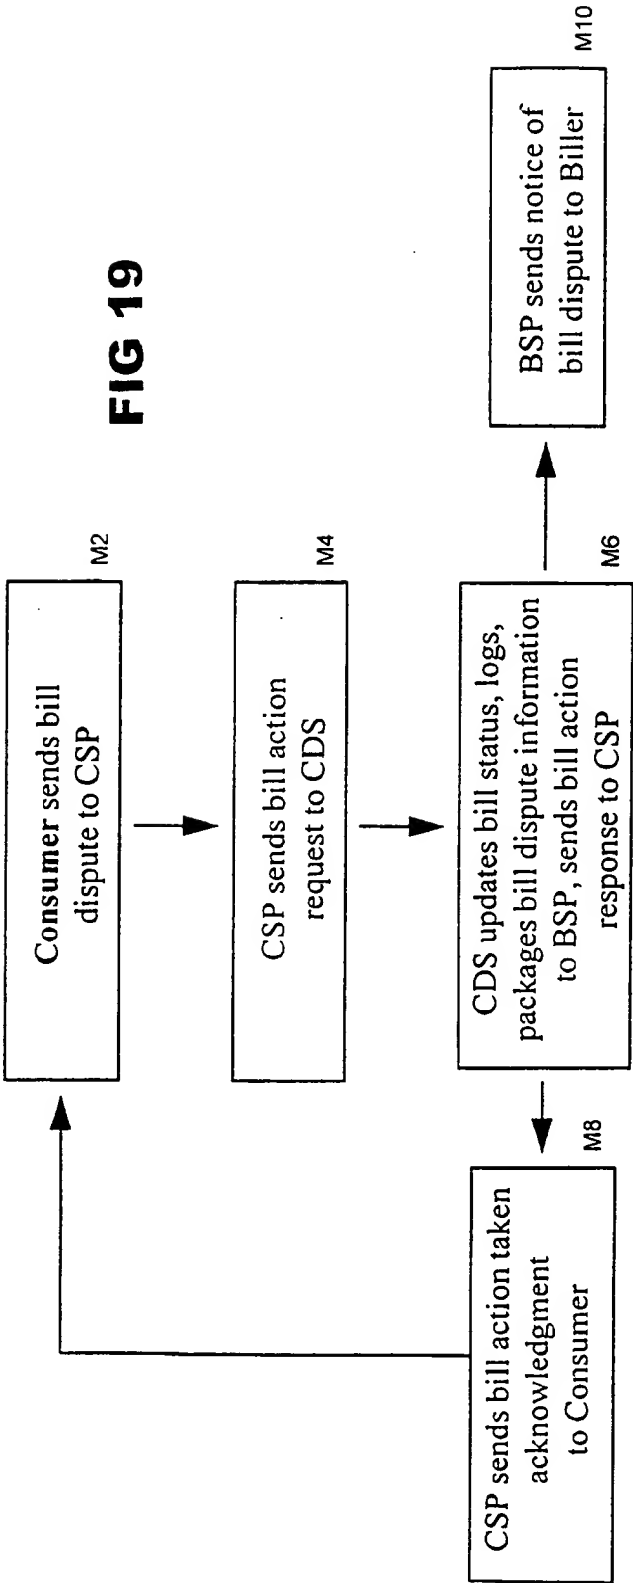 FIG 19
Consumer sends bill
dispute to CSP
M2
CSP sends bill action
request to CDS
M4
CDS updates bill status, logs,
packages bill dispute information
to BSP, sends bill action
response to CSP
M6
CSP sends bill action taken
acknowledgment
to Consumer
M8
BSP sends notice of
bill dispute to Biller
M10